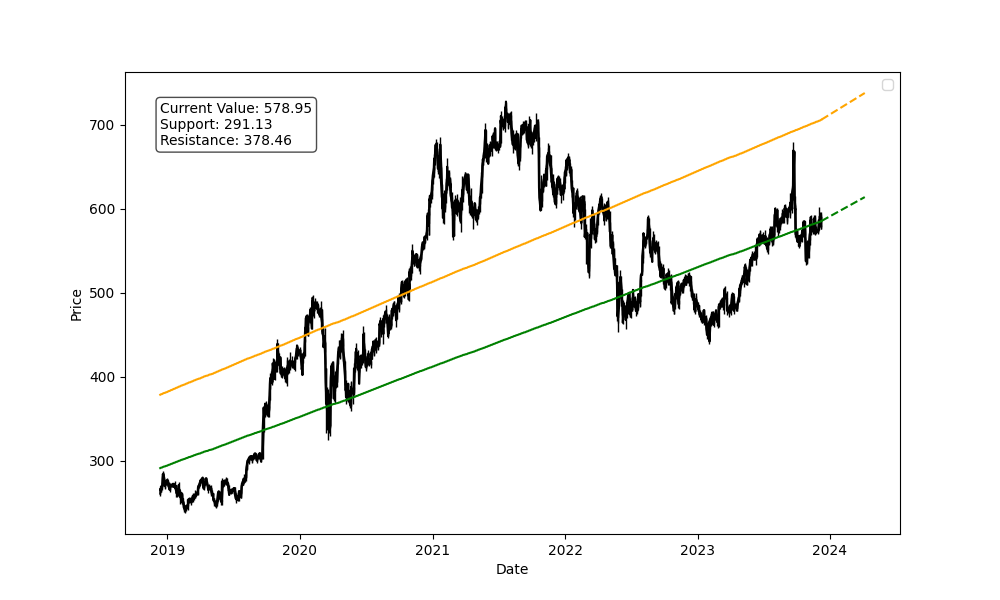 Current Value: 578.95
Support: 291.13
Resistance: 378.46
700
600
500
400
300
Price
2019 2020 2021 2022 2023 2024
Date